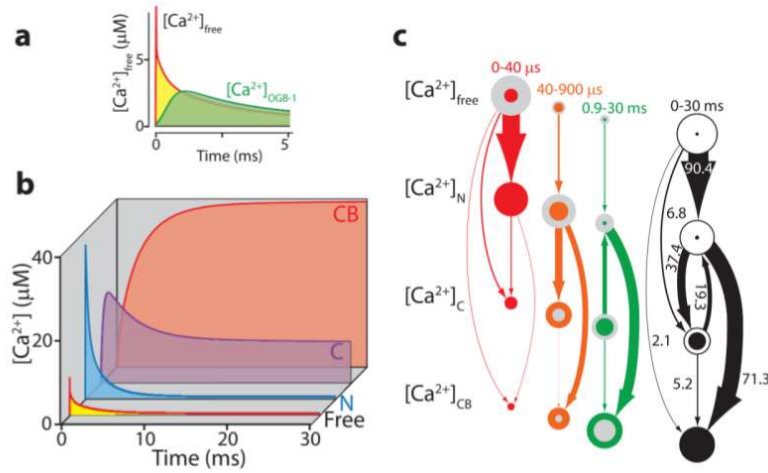 a
[Ca²⁺]free (µM)
5
0
[Ca²⁺]free
[Ca²⁺]OGB-1
0
5
Time (ms)
b
[Ca²⁺] (µM)
40
20
0
CB
C
N
Free
0
10
20
30
Time (ms)
c
0-40 µs
40-900 µs
0.9-30 ms
0-30 ms
[Ca²⁺]free
[Ca²⁺]N
[Ca²⁺]C
[Ca²⁺]CB
90.4
6.8
37.4
19.3
2.1
5.2
71.3